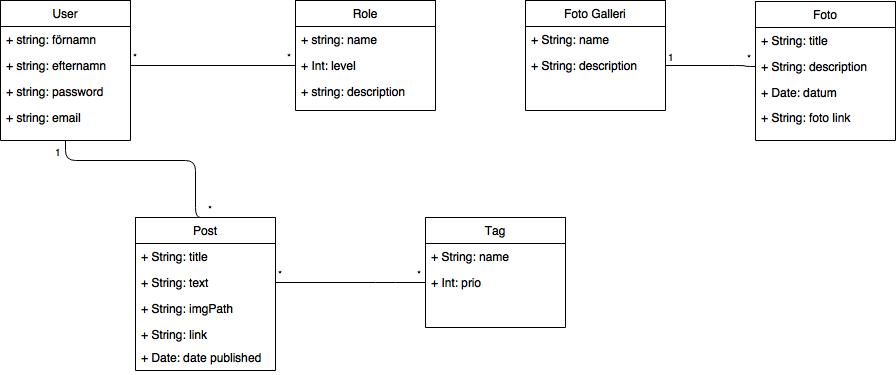 User
+ string: förnamn
+ string: efternamn
+ string: password
+ string: email
*
*
Role
+ string: name
+ Int: level
+ string: description
Foto Galleri
+ String: name
+ String: description
1
*
Foto
+ String: title
+ String: description
+ Date: datum
+ String: foto link
1
*
Post
+ String: title
+ String: text
+ String: imgPath
+ String: link
+ Date: date published
*
*
Tag
+ String: name
+ Int: prio